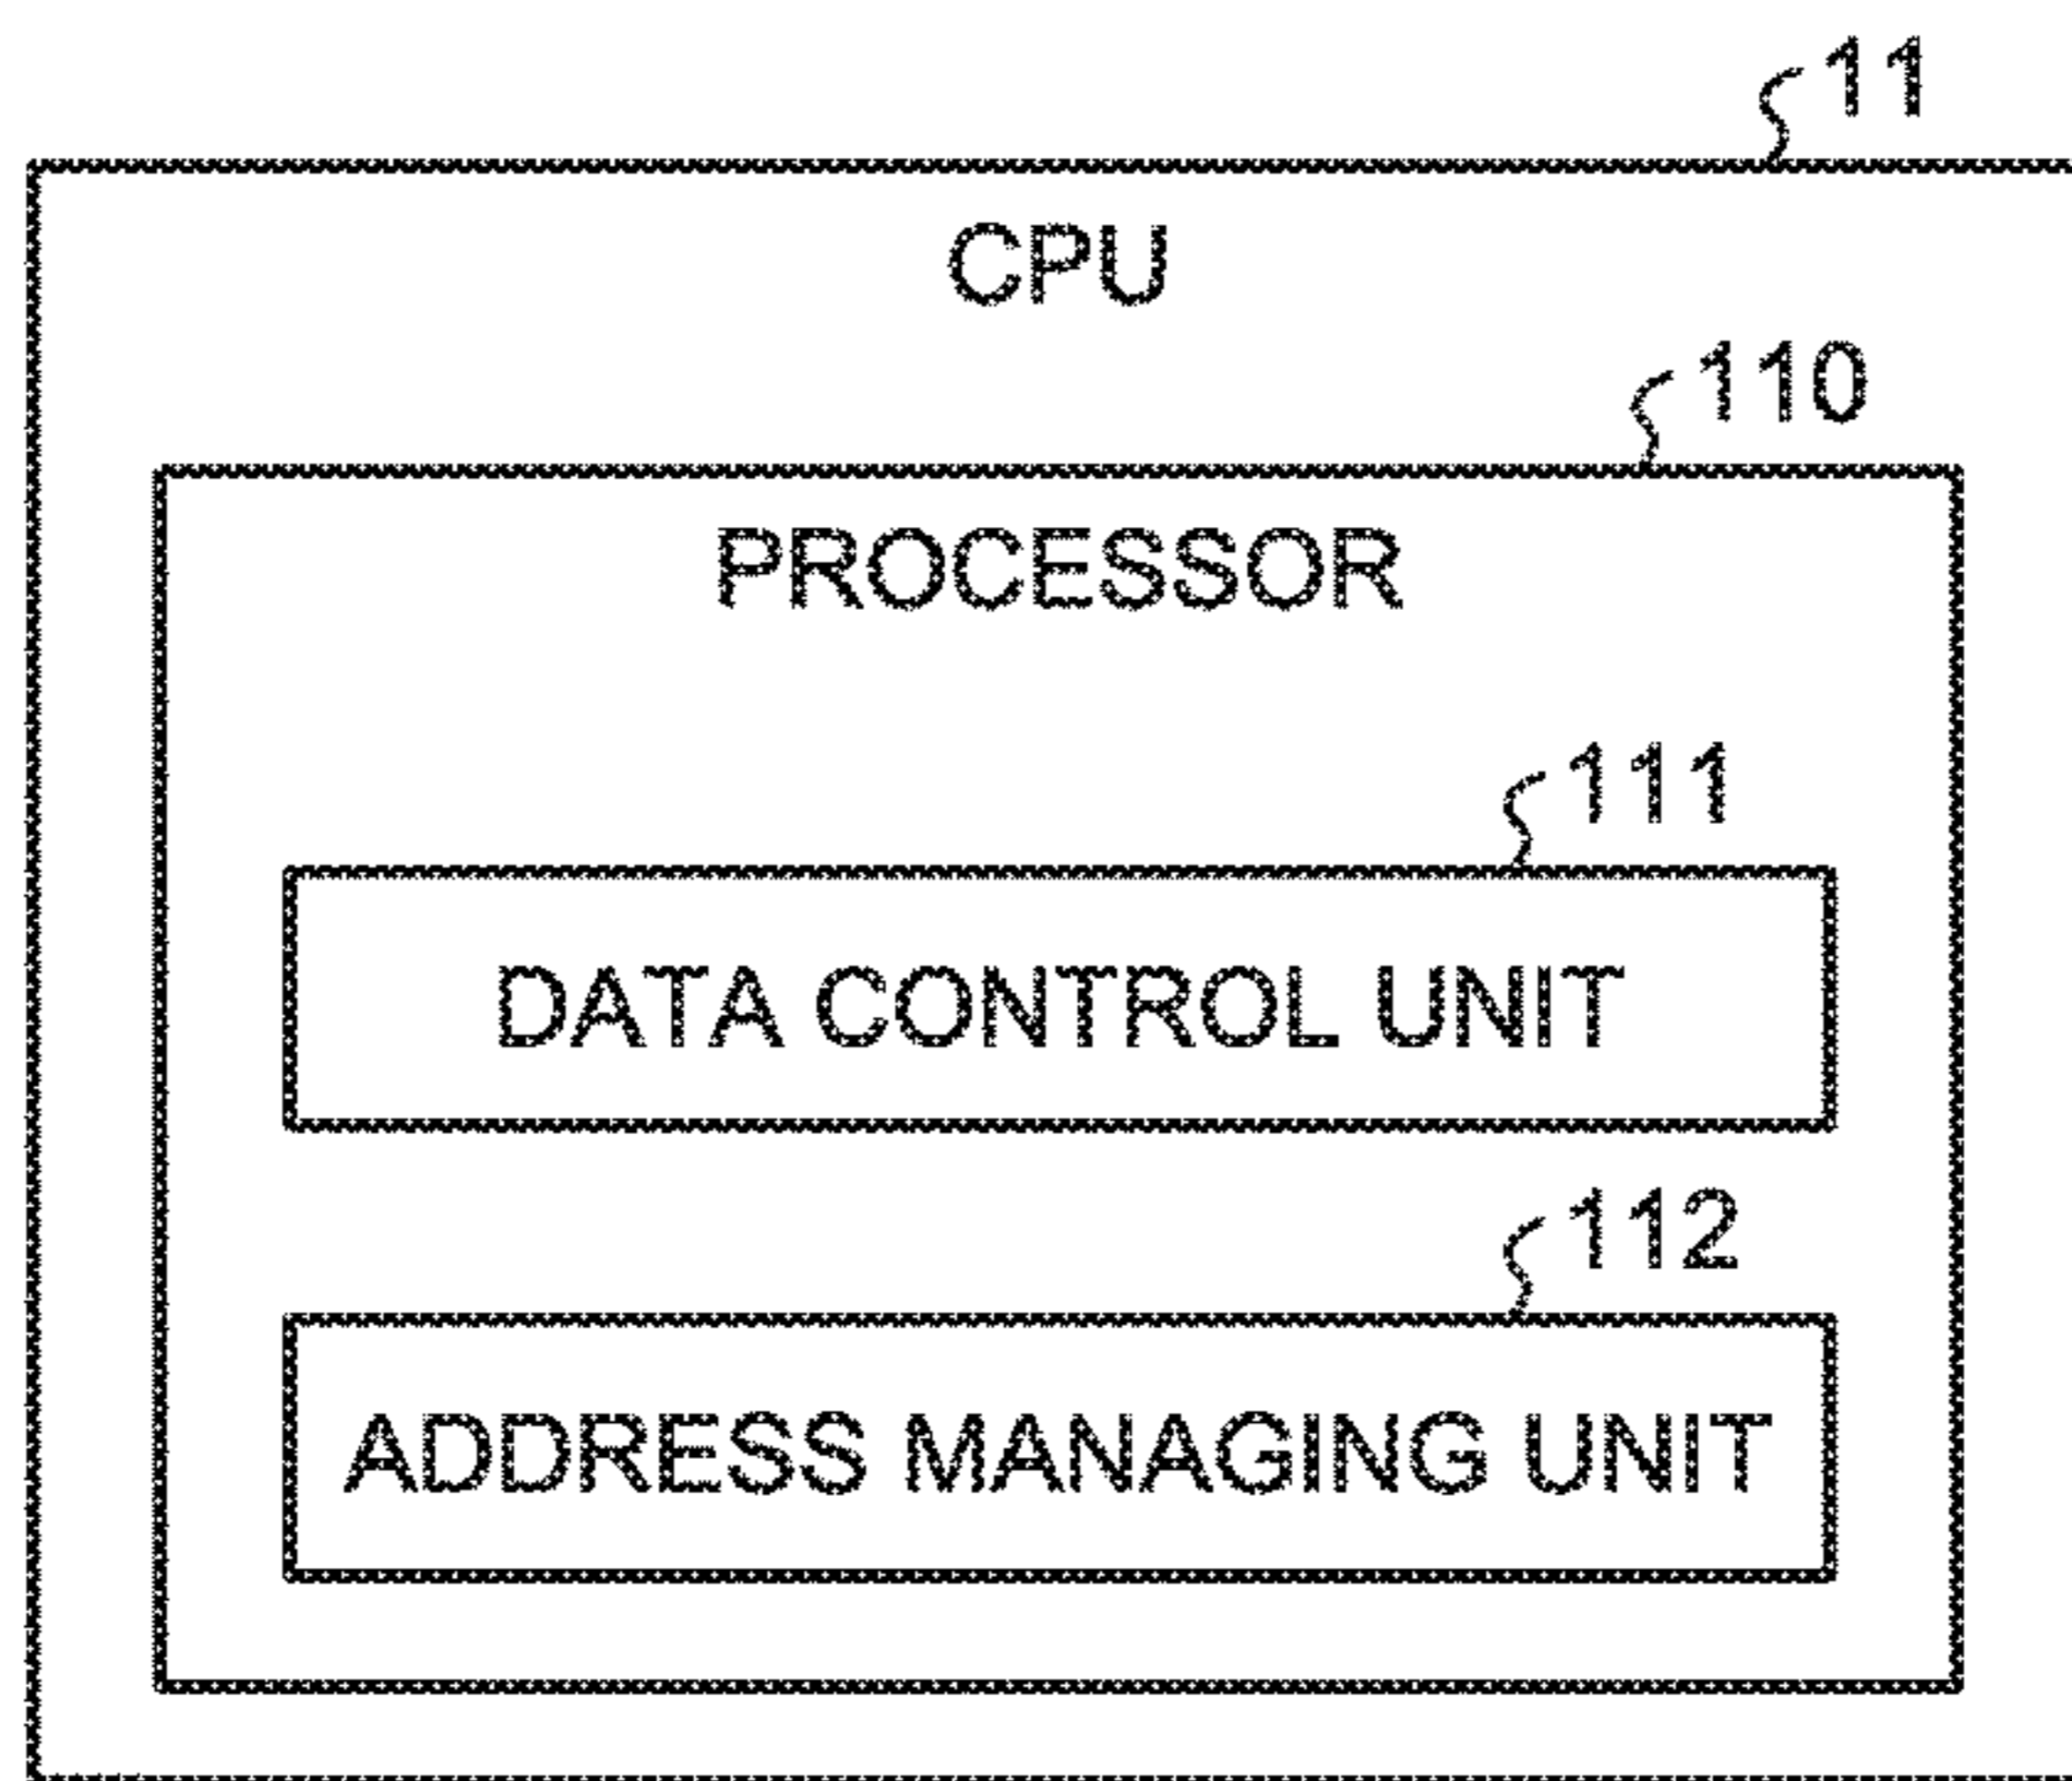 11
CPU
110
PROCESSOR
111
DATA CONTROL UNIT
112
ADDRESS MANAGING UNIT